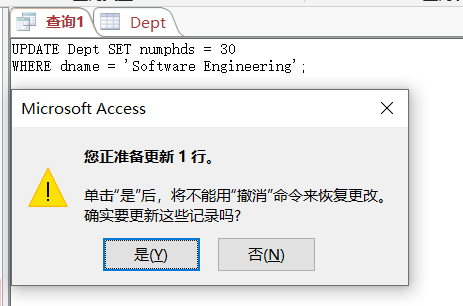 查询1 Dept
UPDATE Dept SET numphds = 30
WHERE dname = 'Software Engineering';
Microsoft Access
您正准备更新 1 行。
单击“是”后，将不能用“撤消”命令来恢复更改。
确实要更新这些记录吗?
是(Y) 否(N)